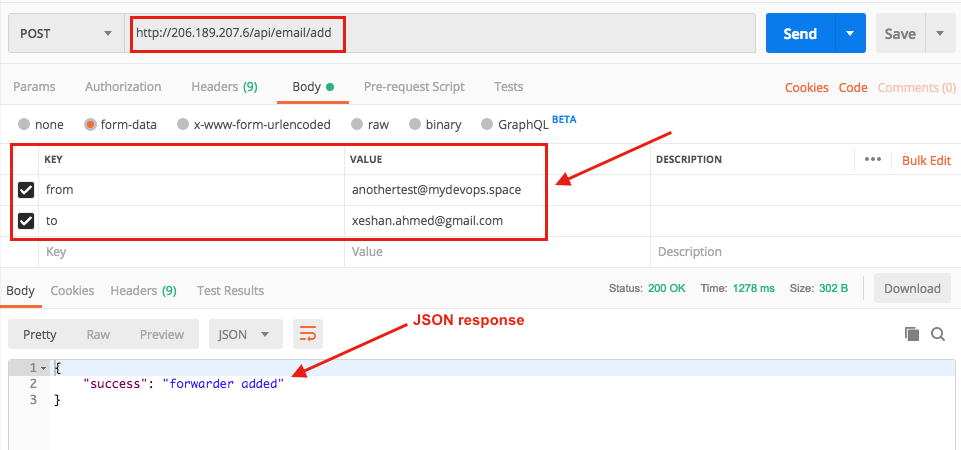 POST http://206.189.207.6/api/email/add Send Save
Params Authorization Headers (9) Body Pre-request Script Tests Cookies Code Comments (0)
none form-data x-www-form-urlencoded raw binary GraphQL BETA
KEY VALUE DESCRIPTION ••• Bulk Edit
from anothertest@mydevops.space
to xeshan.ahmed@gmail.com
Key Value Description
Body Cookies Headers (9) Test Results Status: 200 OK Time: 1278 ms Size: 302 B Download
Pretty Raw Preview JSON JSON response
1 {
2 "success": "forwarder added"
3 }